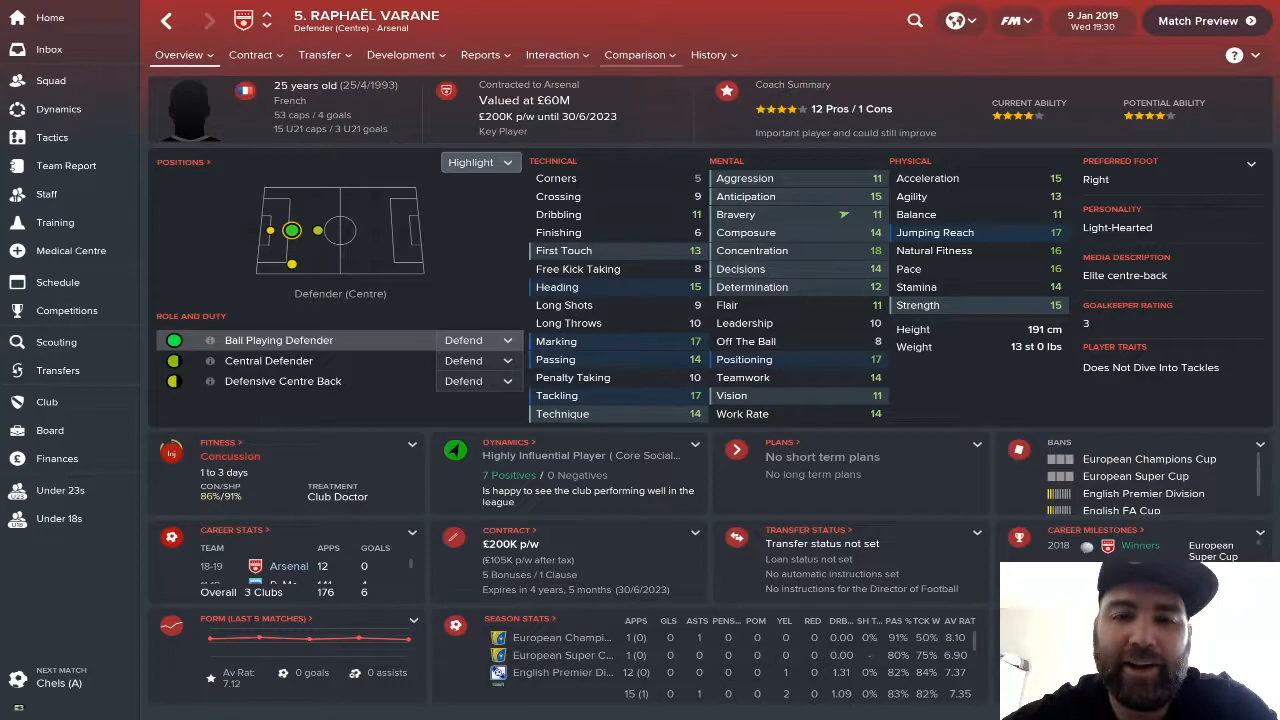 5. RAPHAËL VARANE
Defender (Centre) - Arsenal
FM
9 Jan 2019
Wed 19:30
Match Preview
Home
Inbox
Squad
Dynamics
Tactics
Team Report
Staff
Training
Medical Centre
Schedule
Competitions
Scouting
Transfers
Club
Board
Finances
Under 23s
Under 18s
NEXT MATCH
Chels (A)
Overview
Contract
Transfer
Development
Reports
Interaction
Comparison
History
?
25 years old (25/4/1993)
French
53 caps / 4 goals
15 U21 caps / 3 U21 goals
Contracted to Arsenal
Valued at £60M
£200K p/w until 30/6/2023
Key Player
Coach Summary
12 Pros / 1 Cons
Important player and could still improve
CURRENT ABILITY
POTENTIAL ABILITY
POSITIONS >
Highlight
Defender (Centre)
ROLE AND DUTY
Ball Playing Defender Defend
Central Defender Defend
Defensive Centre Back Defend
TECHNICAL
Corners 5
Crossing 9
Dribbling 11
Finishing 6
First Touch 13
Free Kick Taking 8
Heading 15
Long Shots 9
Long Throws 10
Marking 17
Passing 14
Penalty Taking 10
Tackling 17
Technique 14
MENTAL
Aggression 11
Anticipation 15
Bravery 11
Composure 14
Concentration 18
Decisions 14
Determination 12
Flair 11
Leadership 10
Off The Ball 8
Positioning 17
Teamwork 14
Vision 11
Work Rate 14
PHYSICAL
Acceleration 15
Agility 13
Balance 11
Jumping Reach 17
Natural Fitness 16
Pace 16
Stamina 14
Strength 15
Height 191 cm
Weight 13 st 0 lbs
PREFERRED FOOT
Right
PERSONALITY
Light-Hearted
MEDIA DESCRIPTION
Elite centre-back
GOALKEEPER RATING
3
PLAYER TRAITS
Does Not Dive Into Tackles
FITNESS >
Inj
Concussion
1 to 3 days
CON/SHP TREATMENT
86%/91% Club Doctor
DYNAMICS >
Highly Influential Player ( Core Social...
7 Positives / 0 Negatives
Is happy to see the club performing well in the
league
PLANS >
No short term plans
No long term plans
BANS
European Champions Cup
European Super Cup
English Premier Division
English FA Cup
CAREER STATS >
TEAM APPS GOALS
18-19 Arsenal 12 0
Overall 3 Clubs 176 6
CONTRACT >
£200K p/w
(£105K p/w after tax)
5 Bonuses / 1 Clause
Expires in 4 years, 5 months (30/6/2023)
TRANSFER STATUS >
Transfer status not set
Loan status not set
No automatic instructions set
No instructions for the Director of Football
CAREER MILESTONES >
2018 Winners European
Super Cup
FORM (LAST 5 MATCHES) >
Av Rat
7.12
0 goals
0 assists
SEASON STATS >
APPS GLS ASTS PENS... POM YEL RED DRB... SH T... PAS % TCK W AV RAT
European Champi... 1 (0) 0 1 0 0 0 0 0.00 0% 91% 50% 8.10
European Super C... 1 (0) 0 0 0 0 0 0 0.00 - 80% 75% 6.90
English Premier Di... 12 (0) 0 0 0 0 1 0 1.31 0% 82% 84% 7.37
15 (1) 0 1 0 0 2 0 1.09 0% 83% 82% 7.35